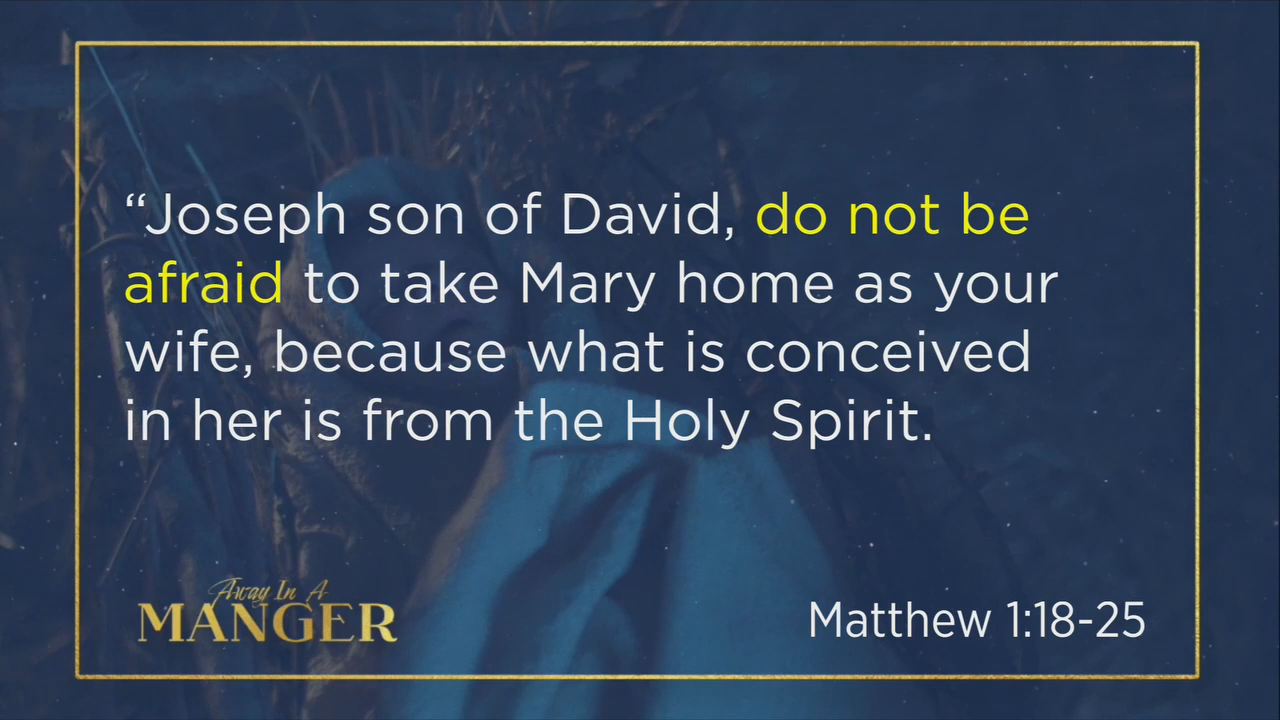 “Joseph son of David, do not be
afraid to take Mary home as your
wife, because what is conceived
in her is from the Holy Spirit.
Away In A
MANGER
Matthew 1:18-25